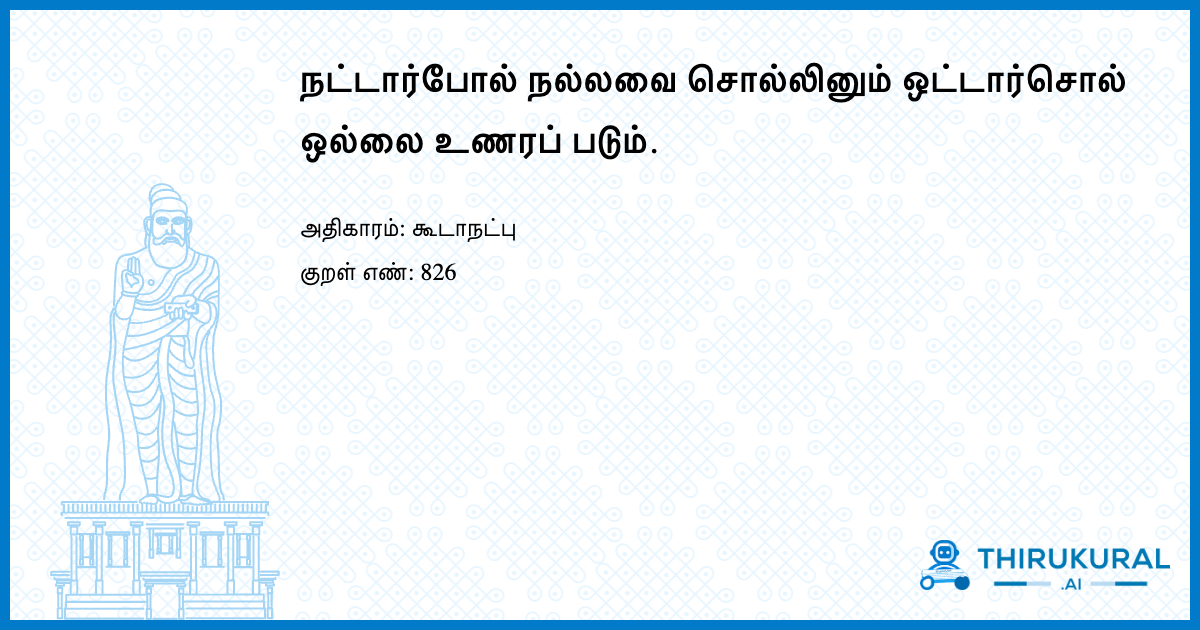 நட்டார்போல் நல்லவை சொல்லினும் ஒட்டார்சொல்
ஒல்லை உணரப் படும்.
அதிகாரம்: கூடாநட்பு
குறள் எண்: 826
THIRUKURAL
.AI